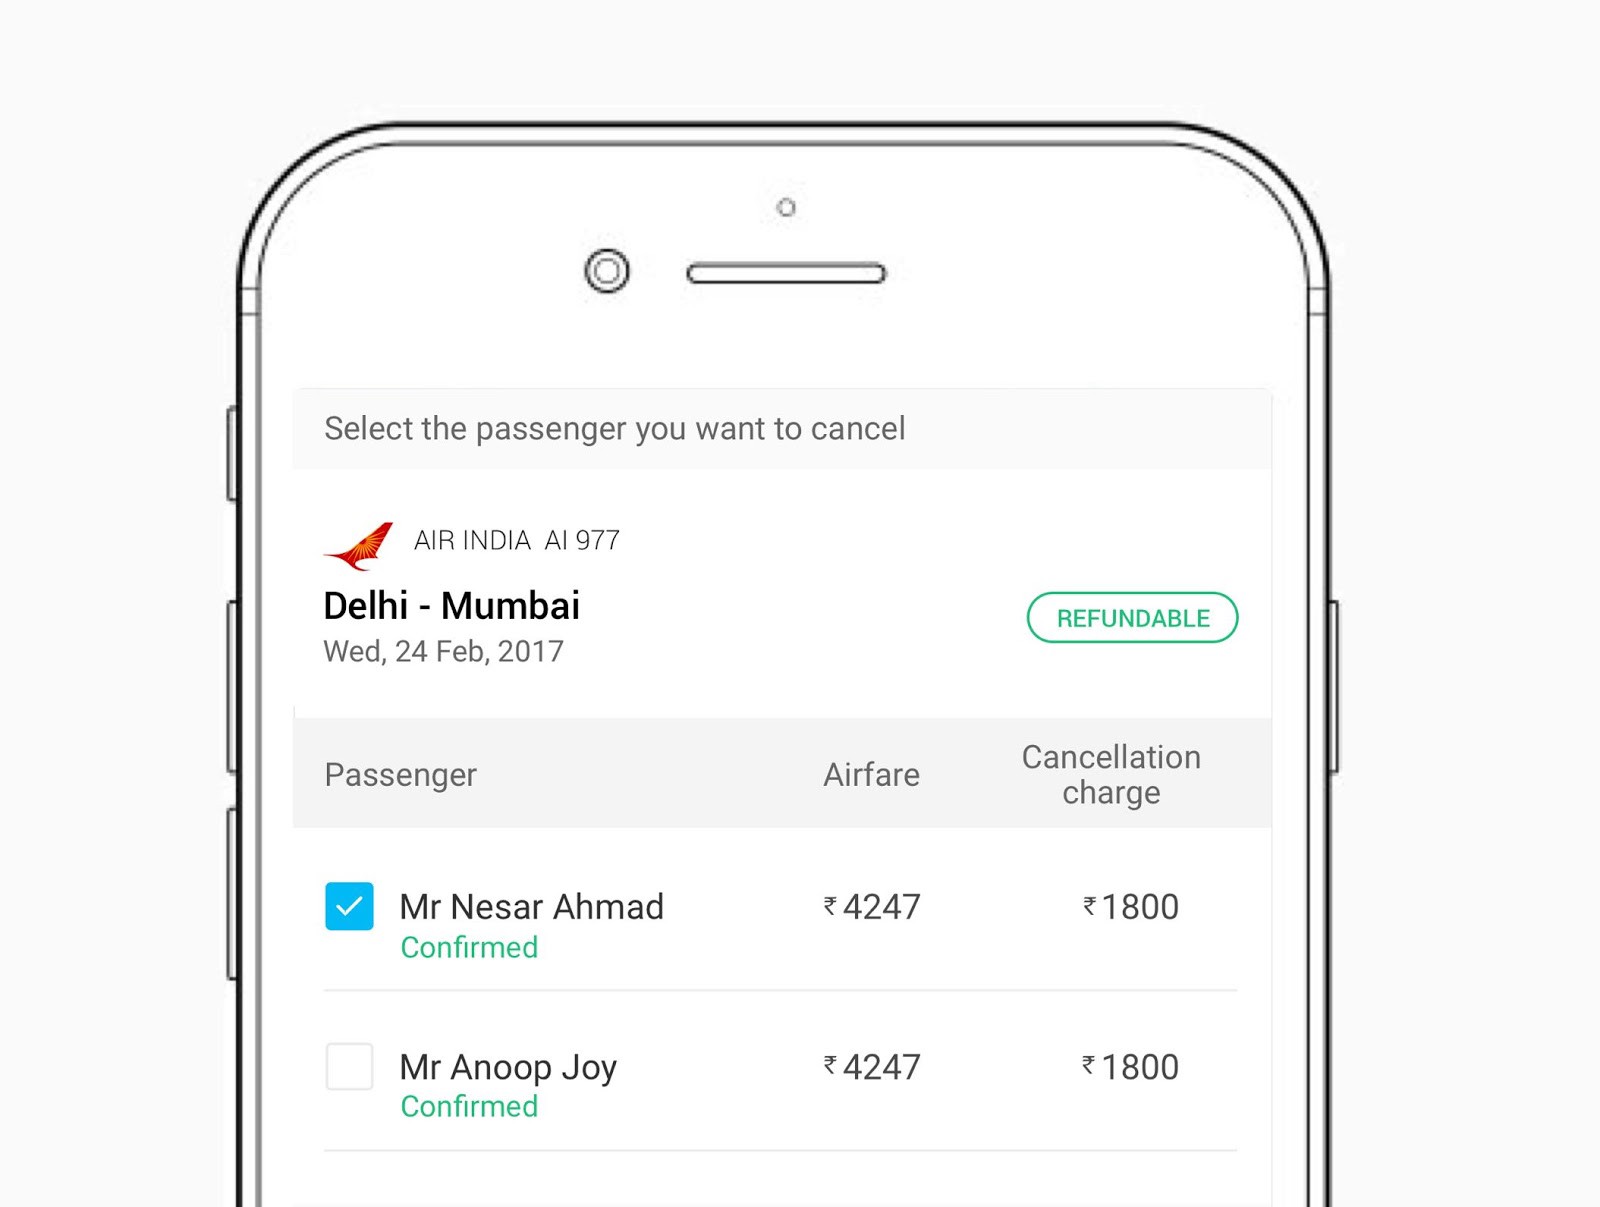 Select the passenger you want to cancel
AIR INDIA AI 977
Delhi - Mumbai
Wed, 24 Feb, 2017
REFUNDABLE
Passenger Airfare Cancellation charge
Mr Nesar Ahmad ₹ 4247 ₹ 1800
Confirmed
Mr Anoop Joy ₹ 4247 ₹ 1800
Confirmed